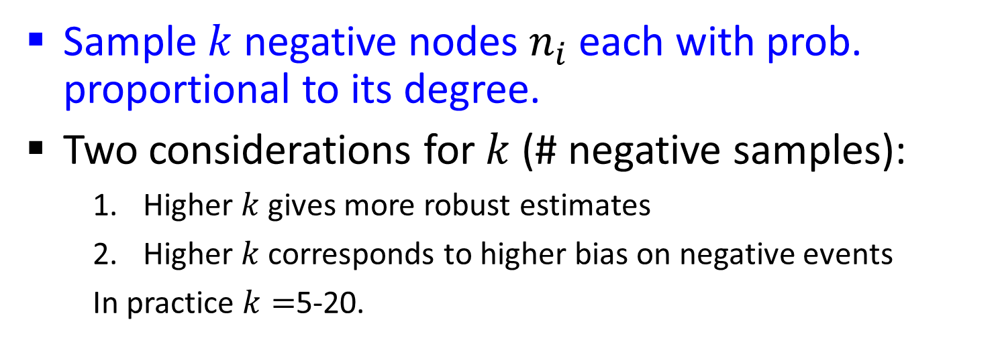 ▪ Sample k negative nodes nᵢ each with prob.
proportional to its degree.
▪ Two considerations for k (# negative samples):
1. Higher k gives more robust estimates
2. Higher k corresponds to higher bias on negative events
In practice k =5-20.